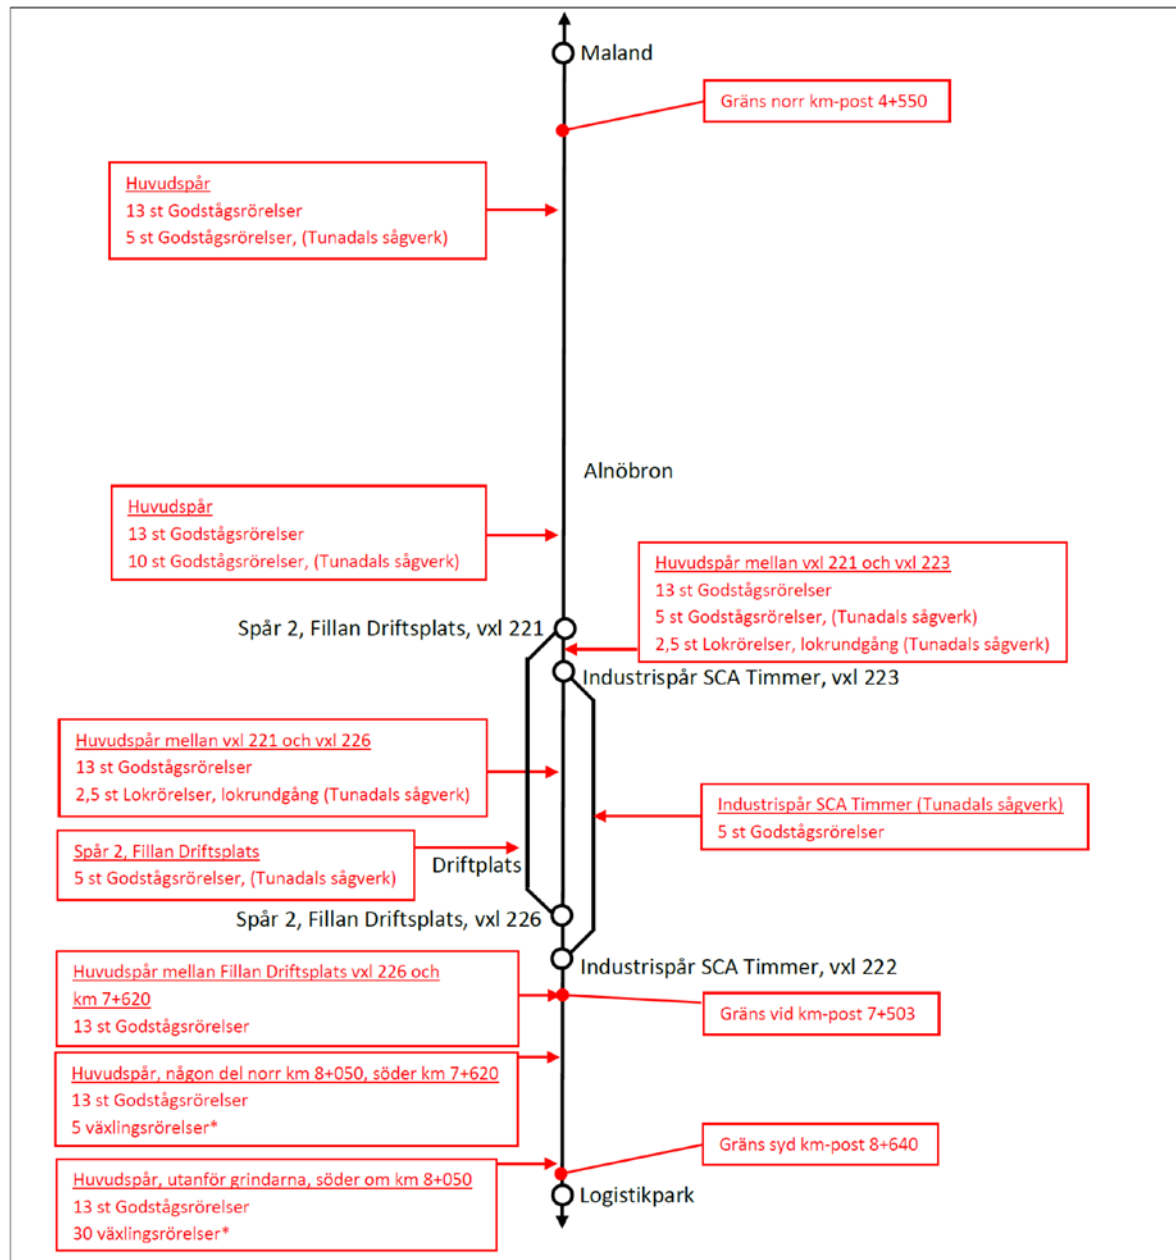 Maland
Gräns norr km-post 4+550
Huvudspår
13 st Godstågsrörelser
5 st Godstågsrörelser, (Tunadals sågverk)
Alnöbron
Huvudspår
13 st Godstågsrörelser
10 st Godstågsrörelser, (Tunadals sågverk)
Huvudspår mellan vxl 221 och vxl 223
13 st Godstågsrörelser
5 st Godstågsrörelser, (Tunadals sågverk)
2,5 st Lokrörelser, lokrundgång (Tunadals sågverk)
Spår 2, Fillan Driftsplats, vxl 221
Industrispår SCA Timmer, vxl 223
Huvudspår mellan vxl 221 och vxl 226
13 st Godstågsrörelser
2,5 st Lokrörelser, lokrundgång (Tunadals sågverk)
Industrispår SCA Timmer (Tunadals sågverk)
5 st Godstågsrörelser
Spår 2, Fillan Driftsplats
5 st Godstågsrörelser, (Tunadals sågverk)
Driftplats
Spår 2, Fillan Driftsplats, vxl 226
Industrispår SCA Timmer, vxl 222
Huvudspår mellan Fillan Driftsplats vxl 226 och
km 7+620
13 st Godstågsrörelser
Gräns vid km-post 7+503
Huvudspår, någon del norr km 8+050, söder km 7+620
13 st Godstågsrörelser
5 växlingsrörelser*
Gräns syd km-post 8+640
Huvudspår, utanför grindarna, söder om km 8+050
13 st Godstågsrörelser
30 växlingsrörelser*
Logistikpark